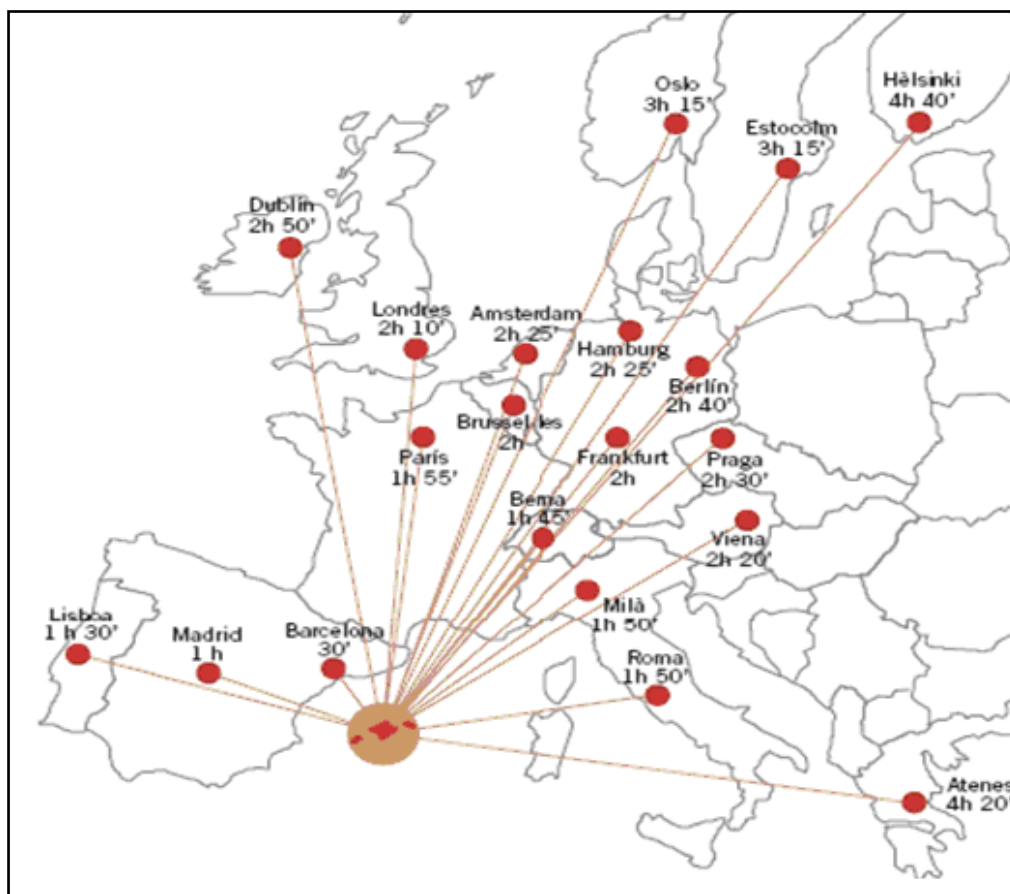 Oslo
3h 15'
Hèlsinki
4h 40'
Estocolm
3h 15'
Dublín
2h 50'
Londres
2h 10'
Amsterdam
2h 25'
Hamburg
2h 25'
Berlín
2h 40'
Brussel·les
2h
París
1h 55'
Frankfurt
2h
Praga
2h 30'
Berna
1h 45'
Viena
2h 20'
Milà
1h 50'
Lisboa
1 h 30'
Madrid
1 h
Barcelona
30'
Roma
1h 50'
Atenes
4h 20'